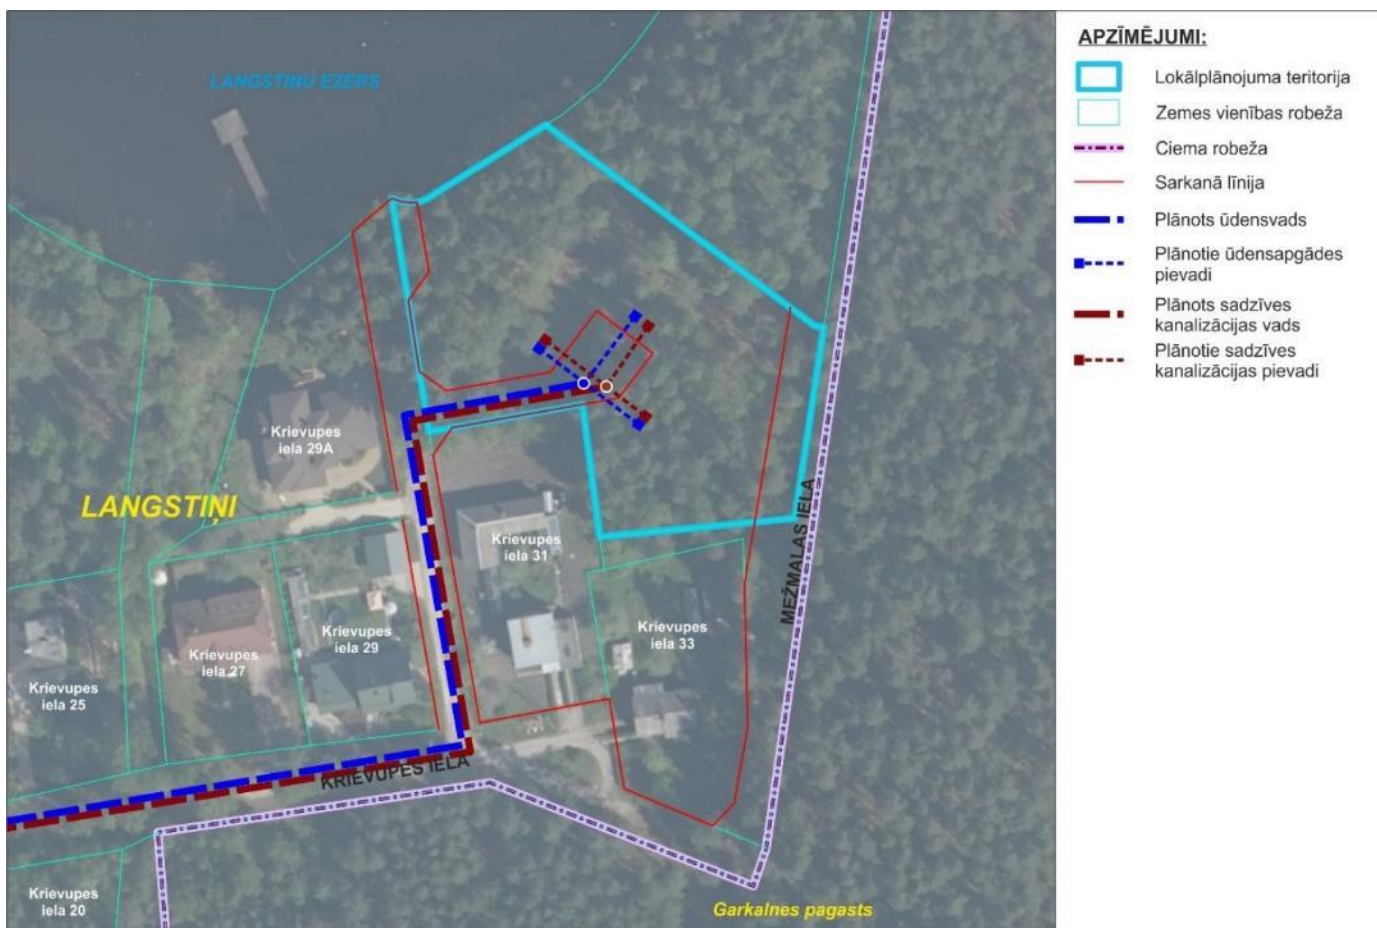 LANGSTIŅU EZERS
Krievupes
iela 29A
LANGSTIŅI
Krievupes
iela 31
MEŽMALAS IELA
Krievupes
iela 29
Krievupes
iela 33
Krievupes
iela 27
Krievupes
iela 25
KRIEVUPES IELA
Krievupes
iela 20
Garkalnes pagasts
APZĪMĒJUMI:
Lokālplānojuma teritorija
Zemes vienības robeža
Ciema robeža
Sarkanā līnija
Plānots ūdensvads
Plānotie ūdensapgādes
pievadi
Plānots sadzīves
kanalizācijas vads
Plānotie sadzīves
kanalizācijas pievadi